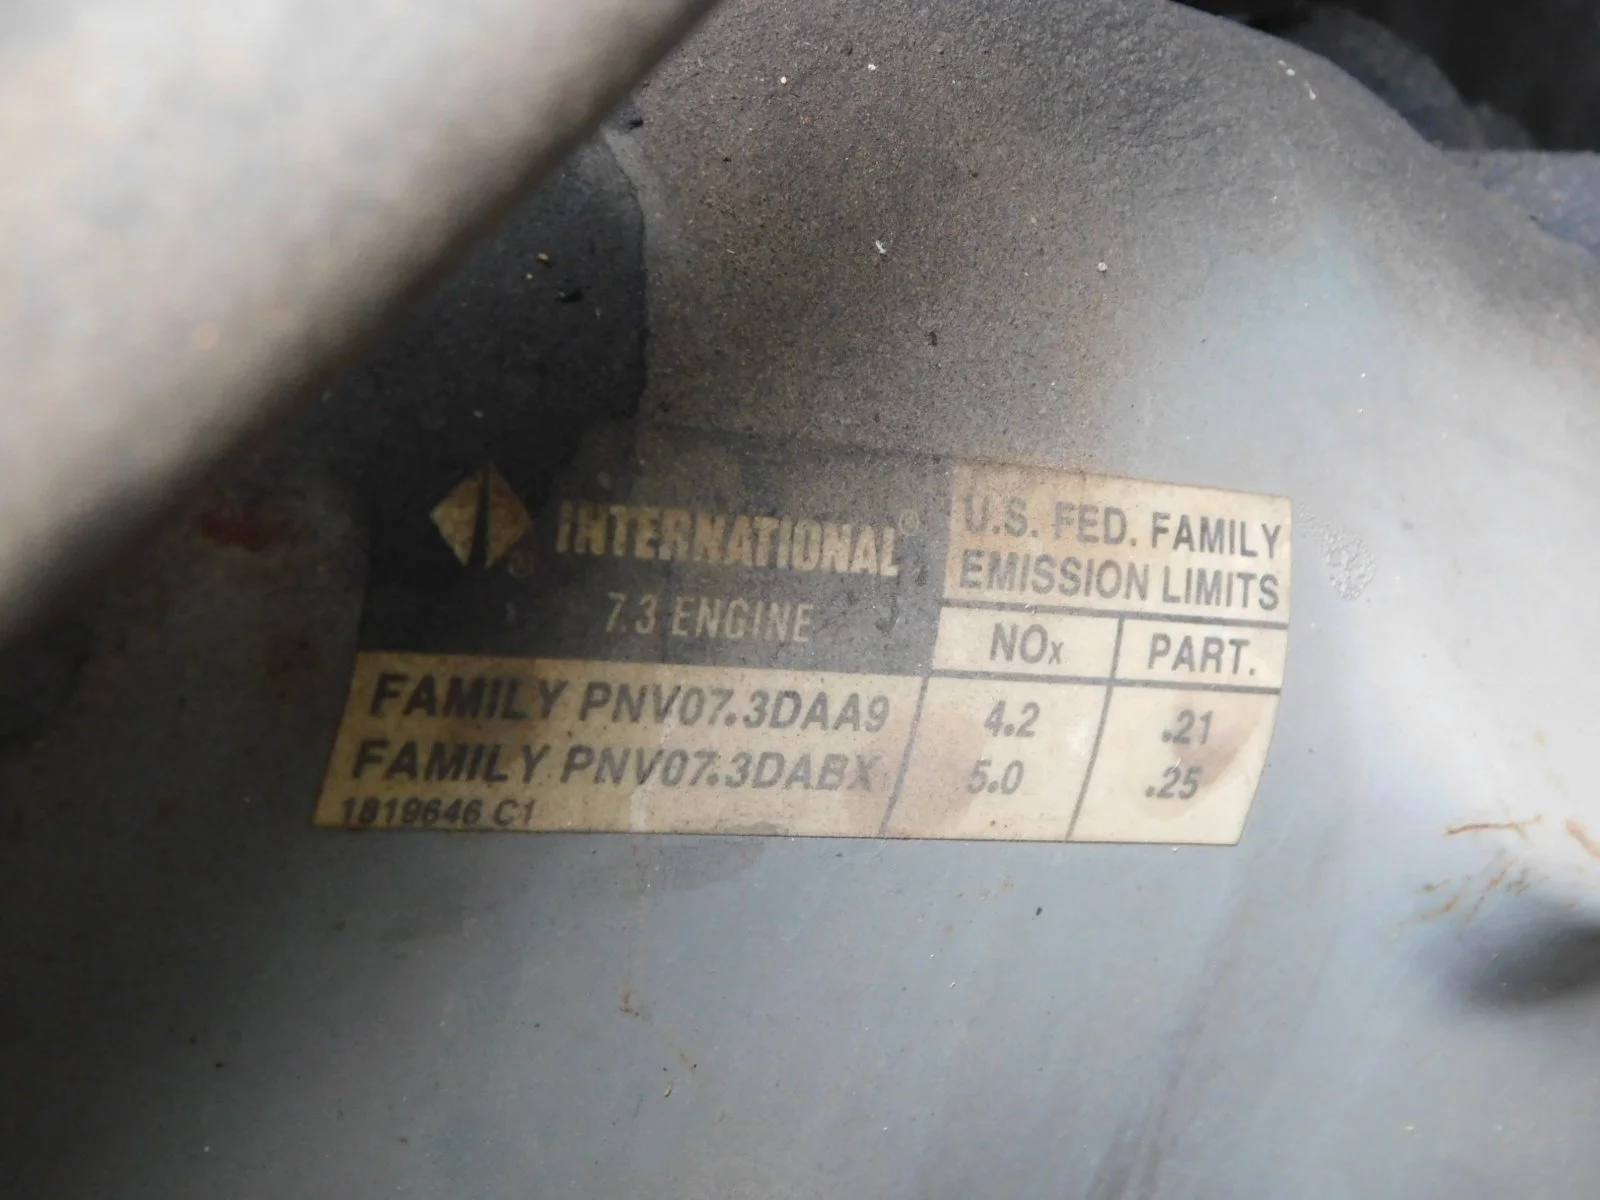 INTERNATIONAL®
7.3 ENGINE
U.S. FED. FAMILY
EMISSION LIMITS
NOx PART.
FAMILY PNV07.3DAA9 4.2 .21
FAMILY PNV07.3DABX 5.0 .25
1819646 C1